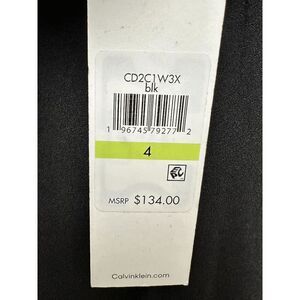 CD2C1W3X
blk
1 96745 79277 2
4
MSRP $134.00
Calvinklein.com